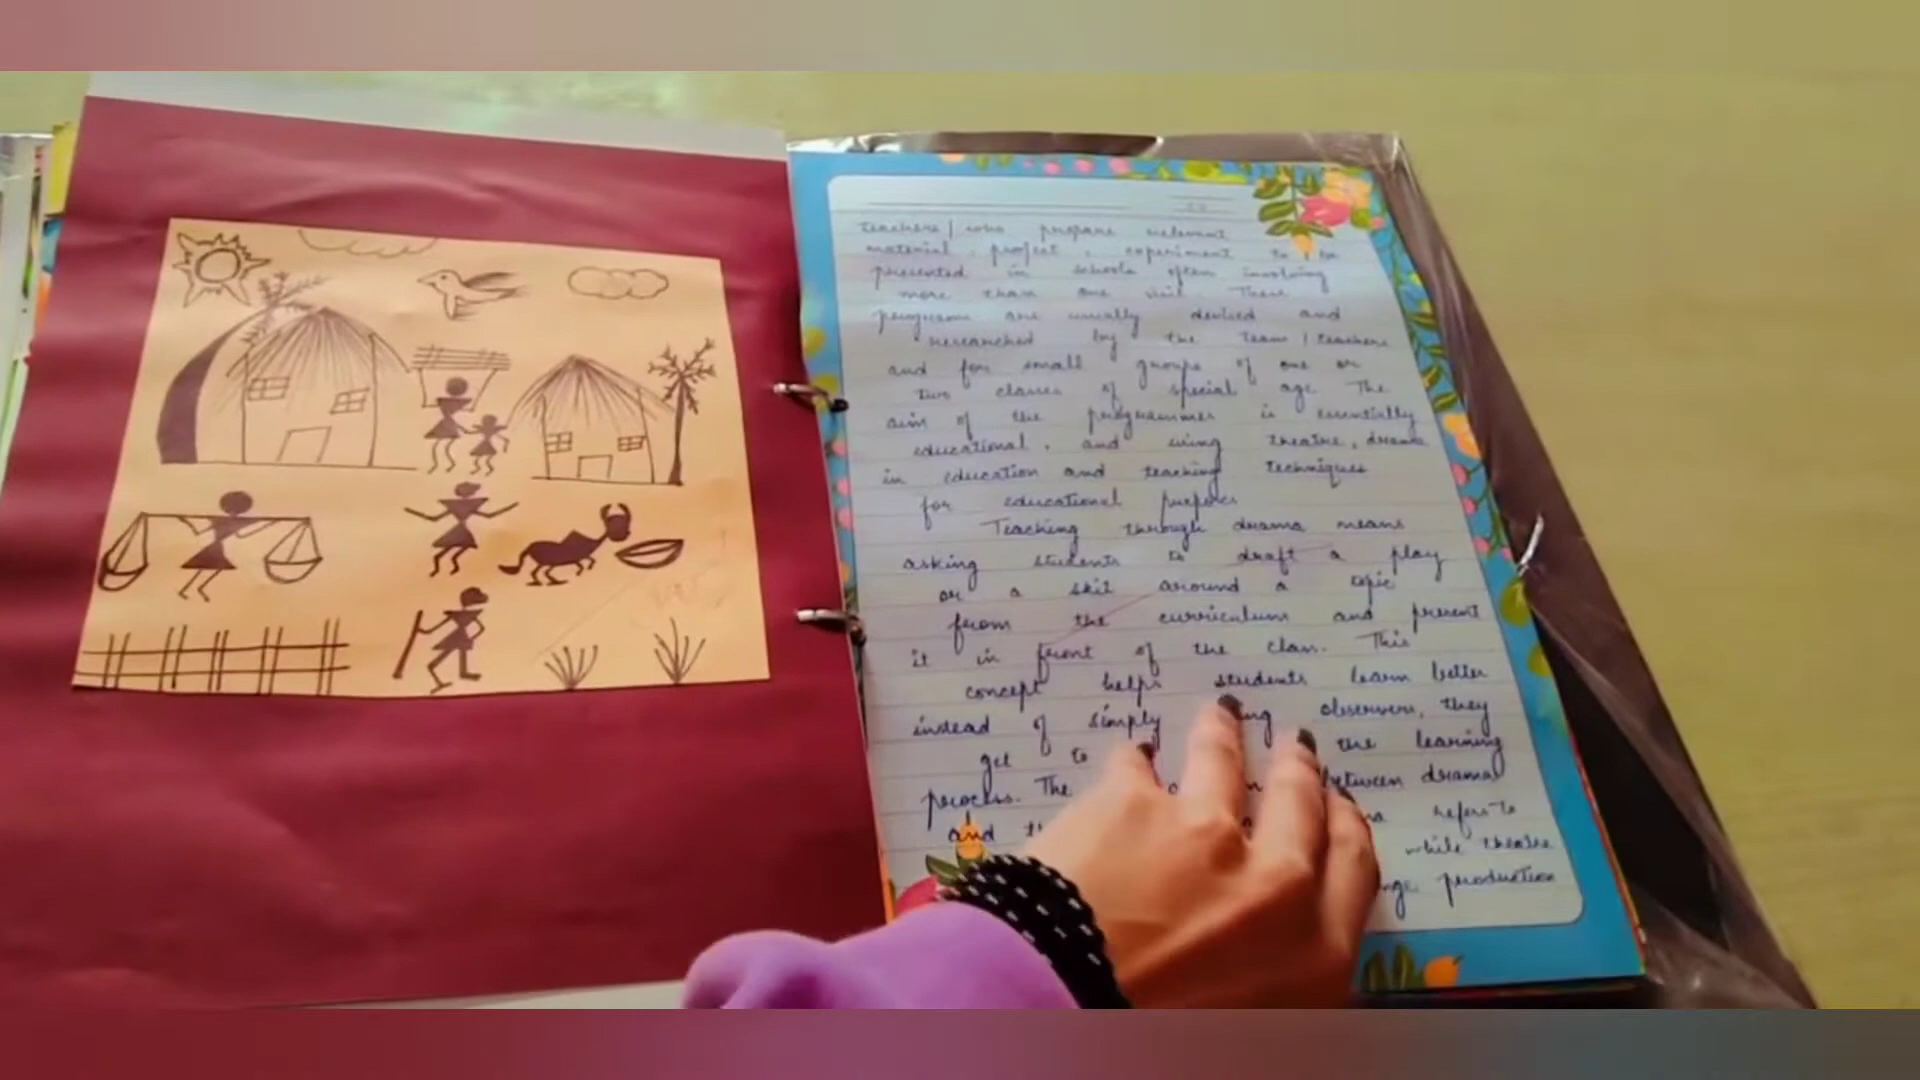 teachers / who prepare relevent
material, project, experiment to be
presented in schools often involving
more than one visit. These
programs are usually devised and
researched by the team / teachers
and for small groups of one or
two classes of special age The
aim of the programmes is essentially
educational, and using theatre, drama
in education and teaching techniques
for educational purposes
Teaching through drama means
asking students to draft a play
or a skit around a topic
from the curriculum and present
it in front of the class. This
concept helps students learn better
instead of simply observers, they
get to the learning
process. The between drama
and refers to
while theatre
production